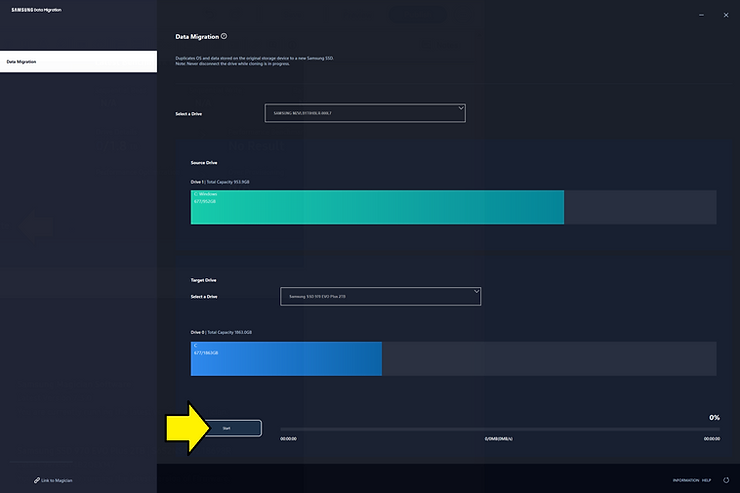 SAMSUNG Data Migration
Data Migration
Data Migration
Duplicates OS and data stored on the original storage device to a new Samsung SSD.
Note: Never disconnect the drive while cloning is in progress.
Select a Drive
SAMSUNG
Source Drive
Drive 1 | Total Capacity 953.9GB
C: Windows
677/952GB
Target Drive
Select a Drive
Samsung SSD 970 EVO Plus 2TB
Drive 0 | Total Capacity 1863.0GB
C
677/1863GB
0%
Start
00:00:00
0/0MB(0MB/s)
00:00:00
Link to Magician
INFORMATION
HELP